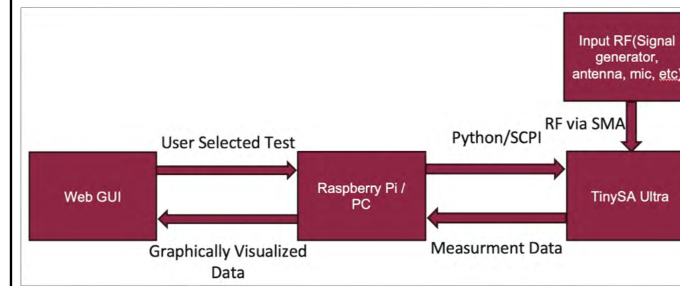 Input RF(Signal
generator,
antenna, mic, etc)
RF via SMA
User Selected Test
Python/SCPI
Web GUI
Raspberry Pi /
PC
TinySA Ultra
Graphically Visualized
Data
Measurment Data